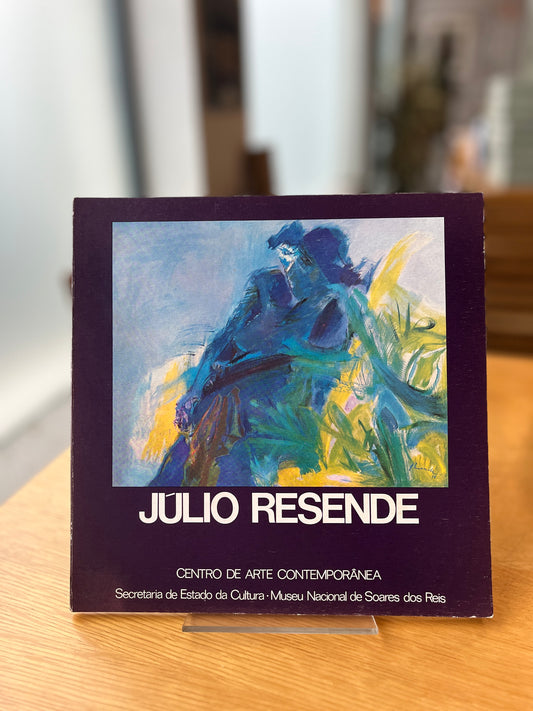 JÚLIO RESENDE
CENTRO DE ARTE CONTEMPORÂNEA
Secretaria de Estado da Cultura · Museu Nacional de Soares dos Reis